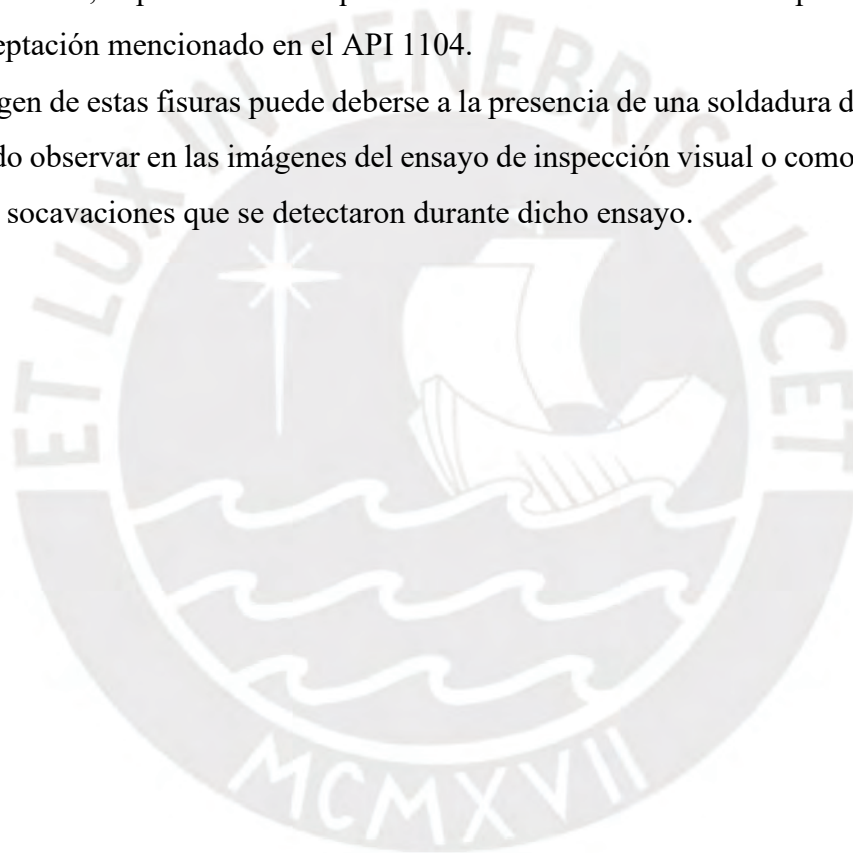 eptación mencionado en el API 1104.
gen de estas fisuras puede deberse a la presencia de una soldadura d
do observar en las imágenes del ensayo de inspección visual o como
socavaciones que se detectaron durante dicho ensayo.
ET LUX IN TENEBRIS LUCET
MCMXVII